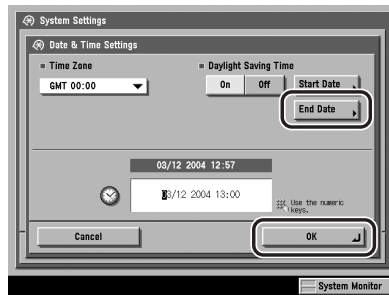 System Settings
Date & Time Settings
Time Zone
Daylight Saving Time
GMT 00:00
On Off Start Date
End Date
03/12 2004 12:57
03/12 2004 13:00
Use the numeric
keys.
Cancel OK
System Monitor